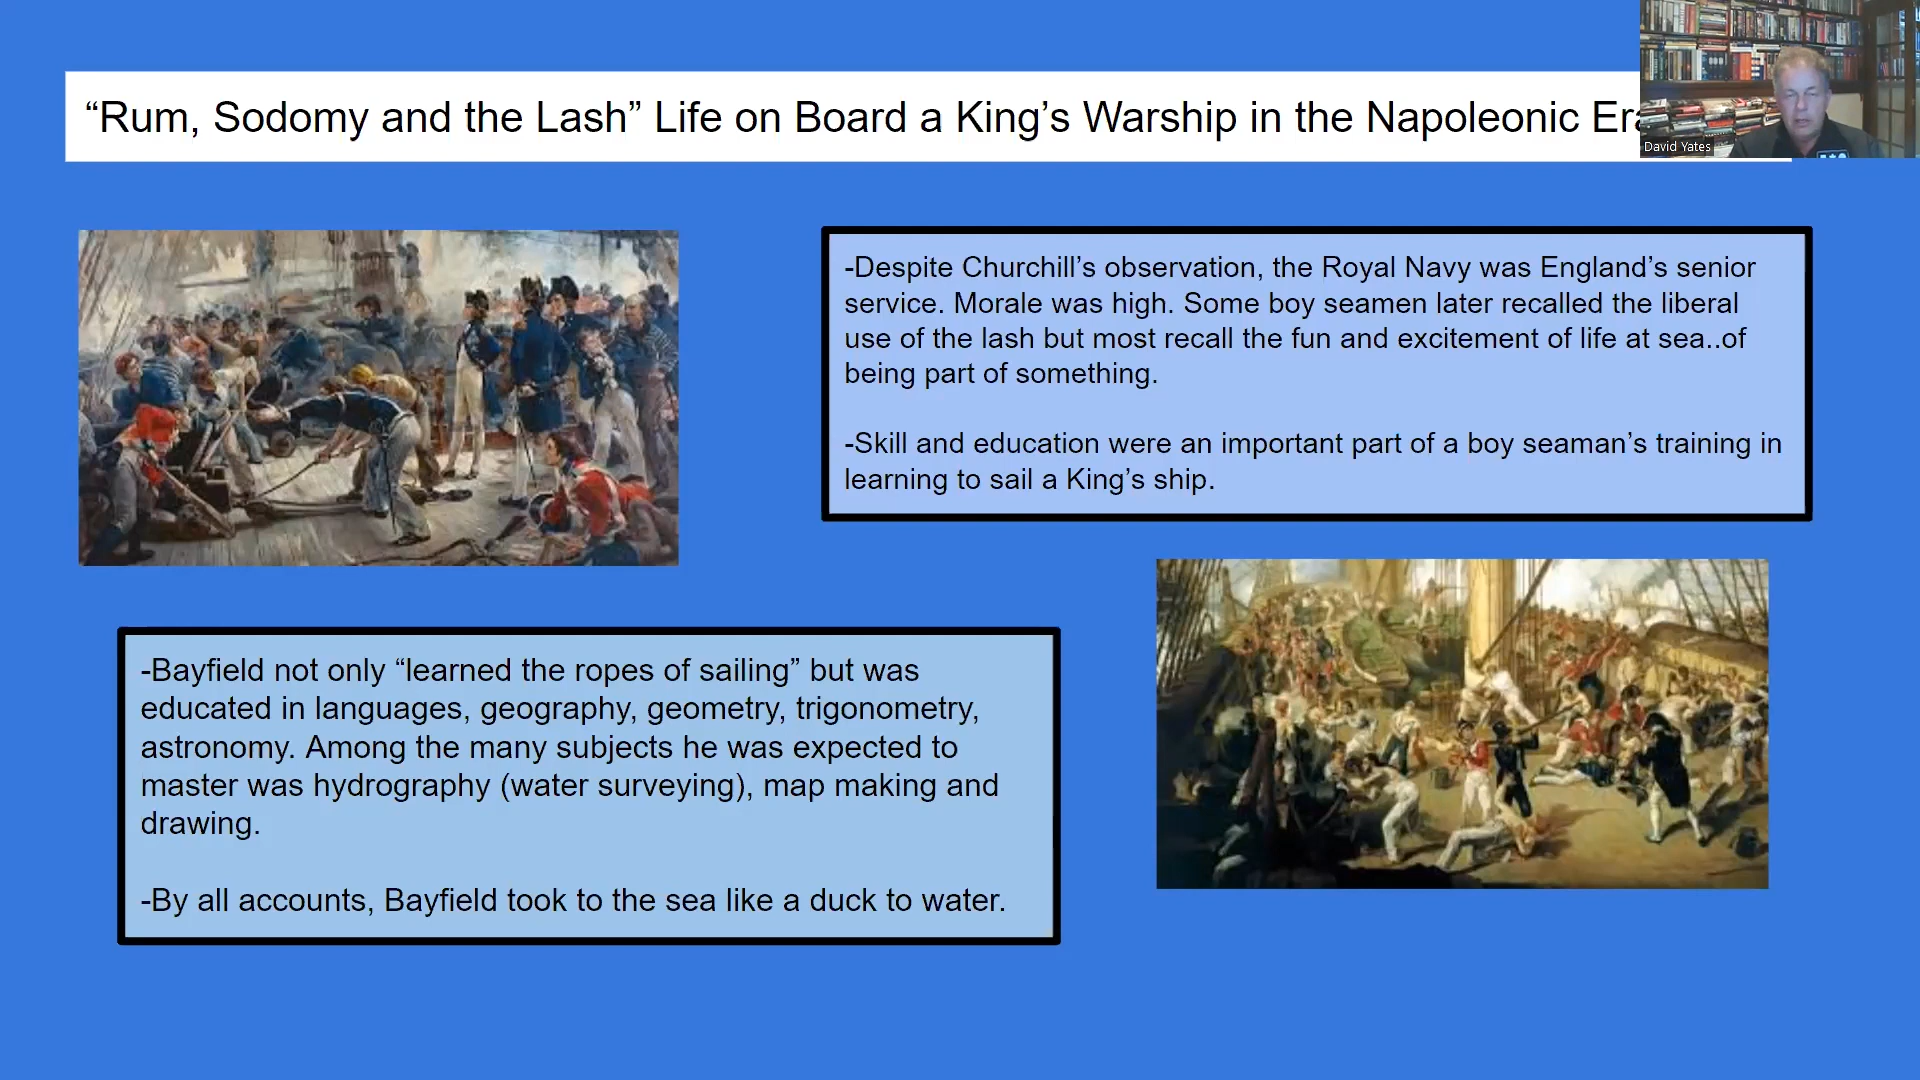 “Rum, Sodomy and the Lash” Life on Board a King’s Warship in the Napoleonic Era
David Yates
-Despite Churchill’s observation, the Royal Navy was England’s senior
service. Morale was high. Some boy seamen later recalled the liberal
use of the lash but most recall the fun and excitement of life at sea..of
being part of something.
-Skill and education were an important part of a boy seaman’s training in
learning to sail a King’s ship.
-Bayfield not only “learned the ropes of sailing” but was
educated in languages, geography, geometry, trigonometry,
astronomy. Among the many subjects he was expected to
master was hydrography (water surveying), map making and
drawing.
-By all accounts, Bayfield took to the sea like a duck to water.